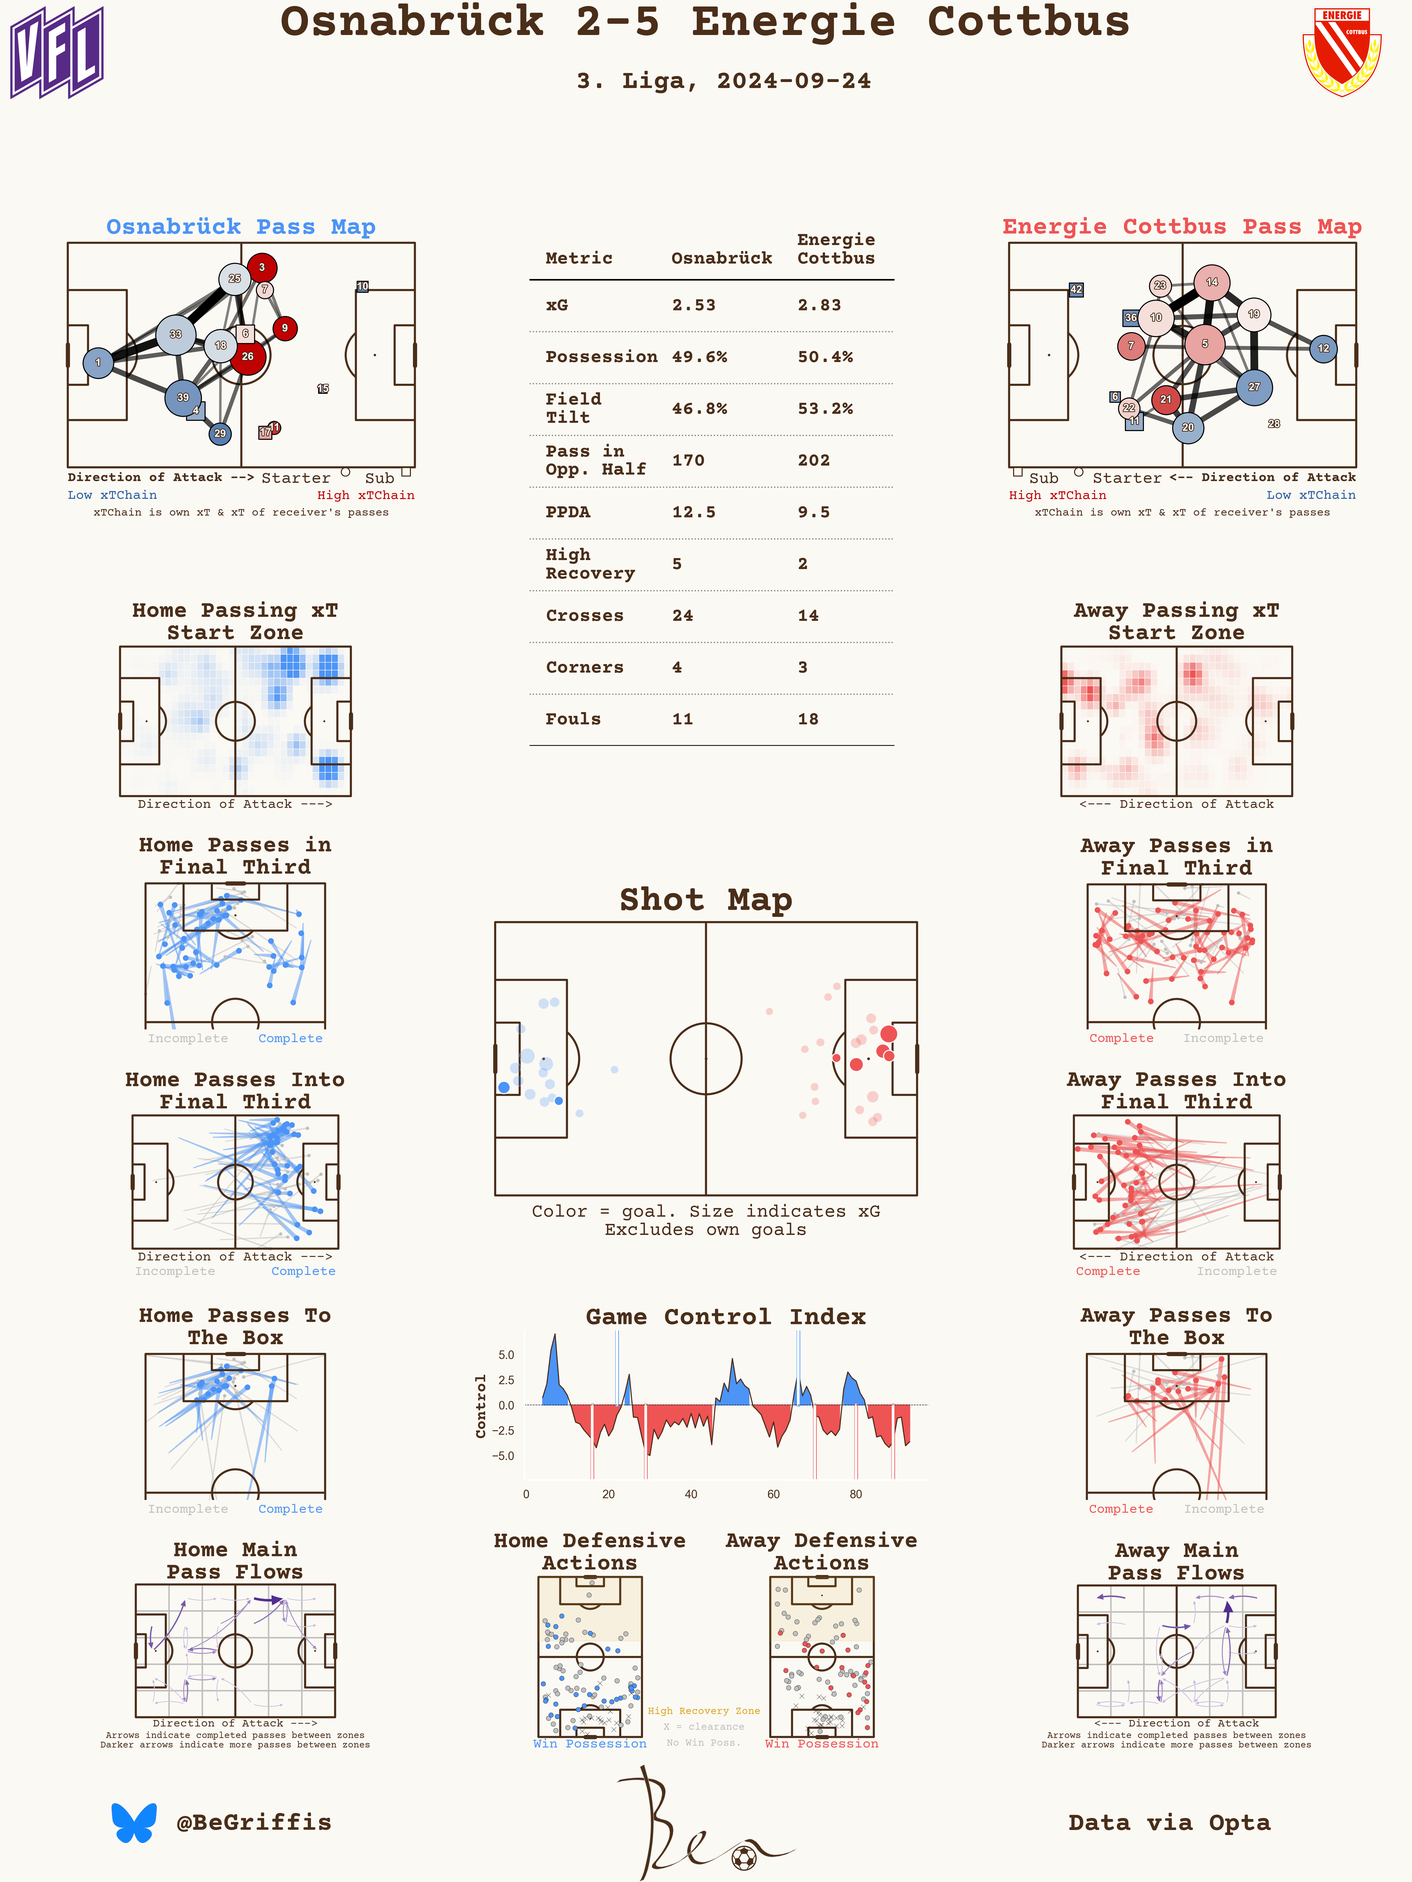 Osnabrück 2-5 Energie Cottbus
3. Liga, 2024-09-24
VFL
ENERGIE
COTTBUS
Osnabrück Pass Map
25
3
7
10
33
6
9
18
26
1
39
4
29
17
11
15
Direction of Attack --> Starter Sub
Low xTChain High xTChain
xTChain is own xT & xT of receiver's passes
Metric Osnabrück Energie Cottbus
xG 2.53 2.83
Possession 49.6% 50.4%
Field Tilt 46.8% 53.2%
Pass in Opp. Half 170 202
PPDA 12.5 9.5
High Recovery 5 2
Crosses 24 14
Corners 4 3
Fouls 11 18
Energie Cottbus Pass Map
42
23
14
36
10
19
7
5
12
27
6
21
22
11
20
28
Sub Starter <-- Direction of Attack
High xTChain Low xTChain
xTChain is own xT & xT of receiver's passes
Home Passing xT
Start Zone
Direction of Attack --->
Away Passing xT
Start Zone
<--- Direction of Attack
Home Passes in
Final Third
Incomplete Complete
Away Passes in
Final Third
Complete Incomplete
Shot Map
Color = goal. Size indicates xG
Excludes own goals
Home Passes Into
Final Third
Direction of Attack --->
Incomplete Complete
Away Passes Into
Final Third
<--- Direction of Attack
Complete Incomplete
Home Passes To
The Box
Incomplete Complete
Game Control Index
Control
5.0
2.5
0.0
−2.5
−5.0
0 20 40 60 80
Away Passes To
The Box
Complete Incomplete
Home Main
Pass Flows
Direction of Attack --->
Arrows indicate completed passes between zones
Darker arrows indicate more passes between zones
Home Defensive
Actions
Win Possession
High Recovery Zone
X = clearance
No Win Poss.
Away Defensive
Actions
Win Possession
Away Main
Pass Flows
<--- Direction of Attack
Arrows indicate completed passes between zones
Darker arrows indicate more passes between zones
@BeGriffis
Ben
Data via Opta